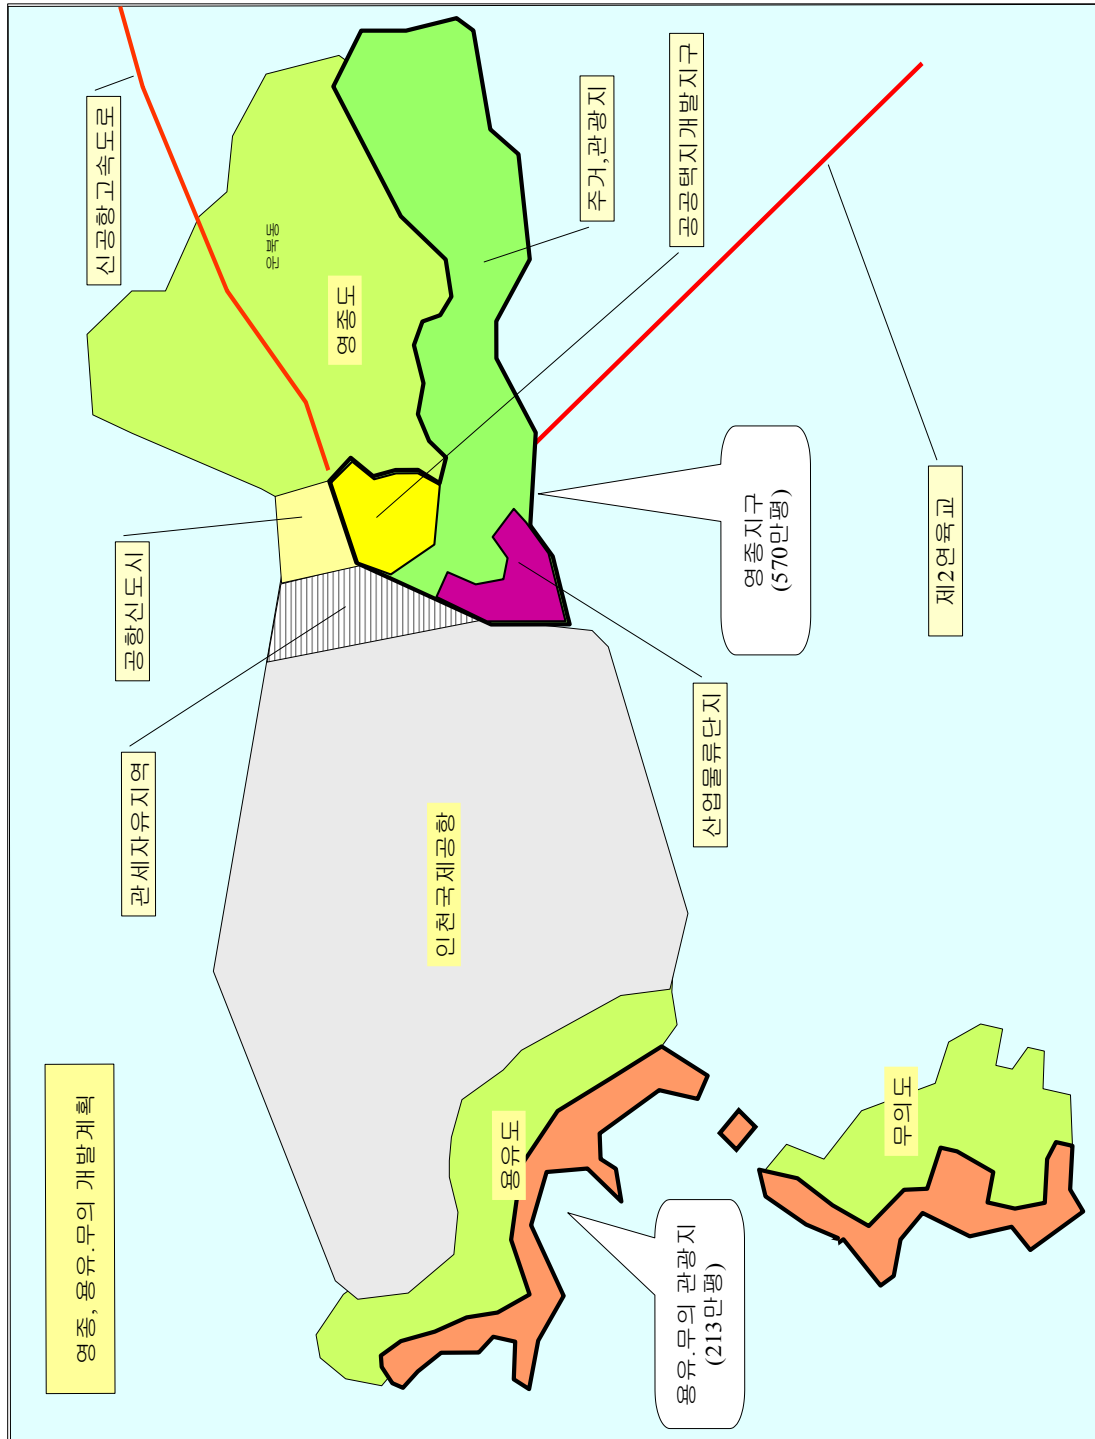 영종, 용유.무의 개발계획
신공항고속도로
공항신도시
관세자유지역
운북동
영종도
인천국제공항
주거,관광지
공공택지개발지구
영종지구
(570만평)
산업물류단지
제2연육교
용유도
용유.무의 관광지
(213만평)
무의도